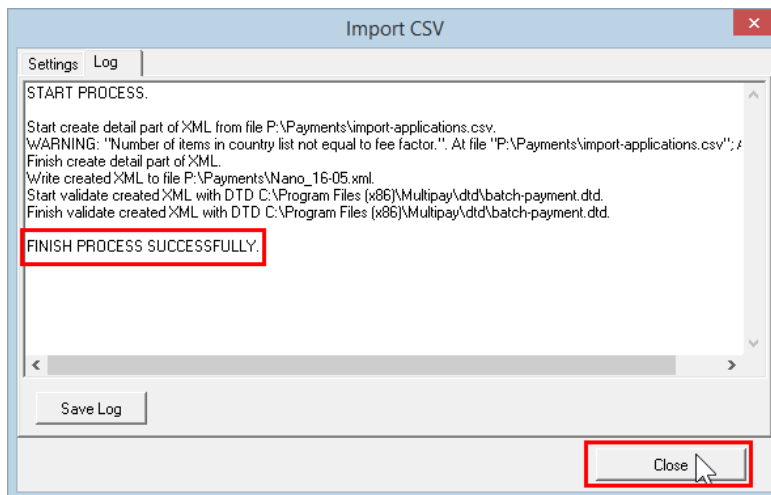 Import CSV
Settings Log
START PROCESS.
Start create detail part of XML from file P:\Payments\import-applications.csv.
WARNING: "Number of items in country list not equal to fee factor.". At file "P:\Payments\import-applications.csv";
Finish create detail part of XML.
Write created XML to file P:\Payments\Nano_16-05.xml.
Start validate created XML with DTD C:\Program Files (x86)\Multipay\dtd\batch-payment.dtd.
Finish validate created XML with DTD C:\Program Files (x86)\Multipay\dtd\batch-payment.dtd.
FINISH PROCESS SUCCESSFULLY.
Save Log
Close